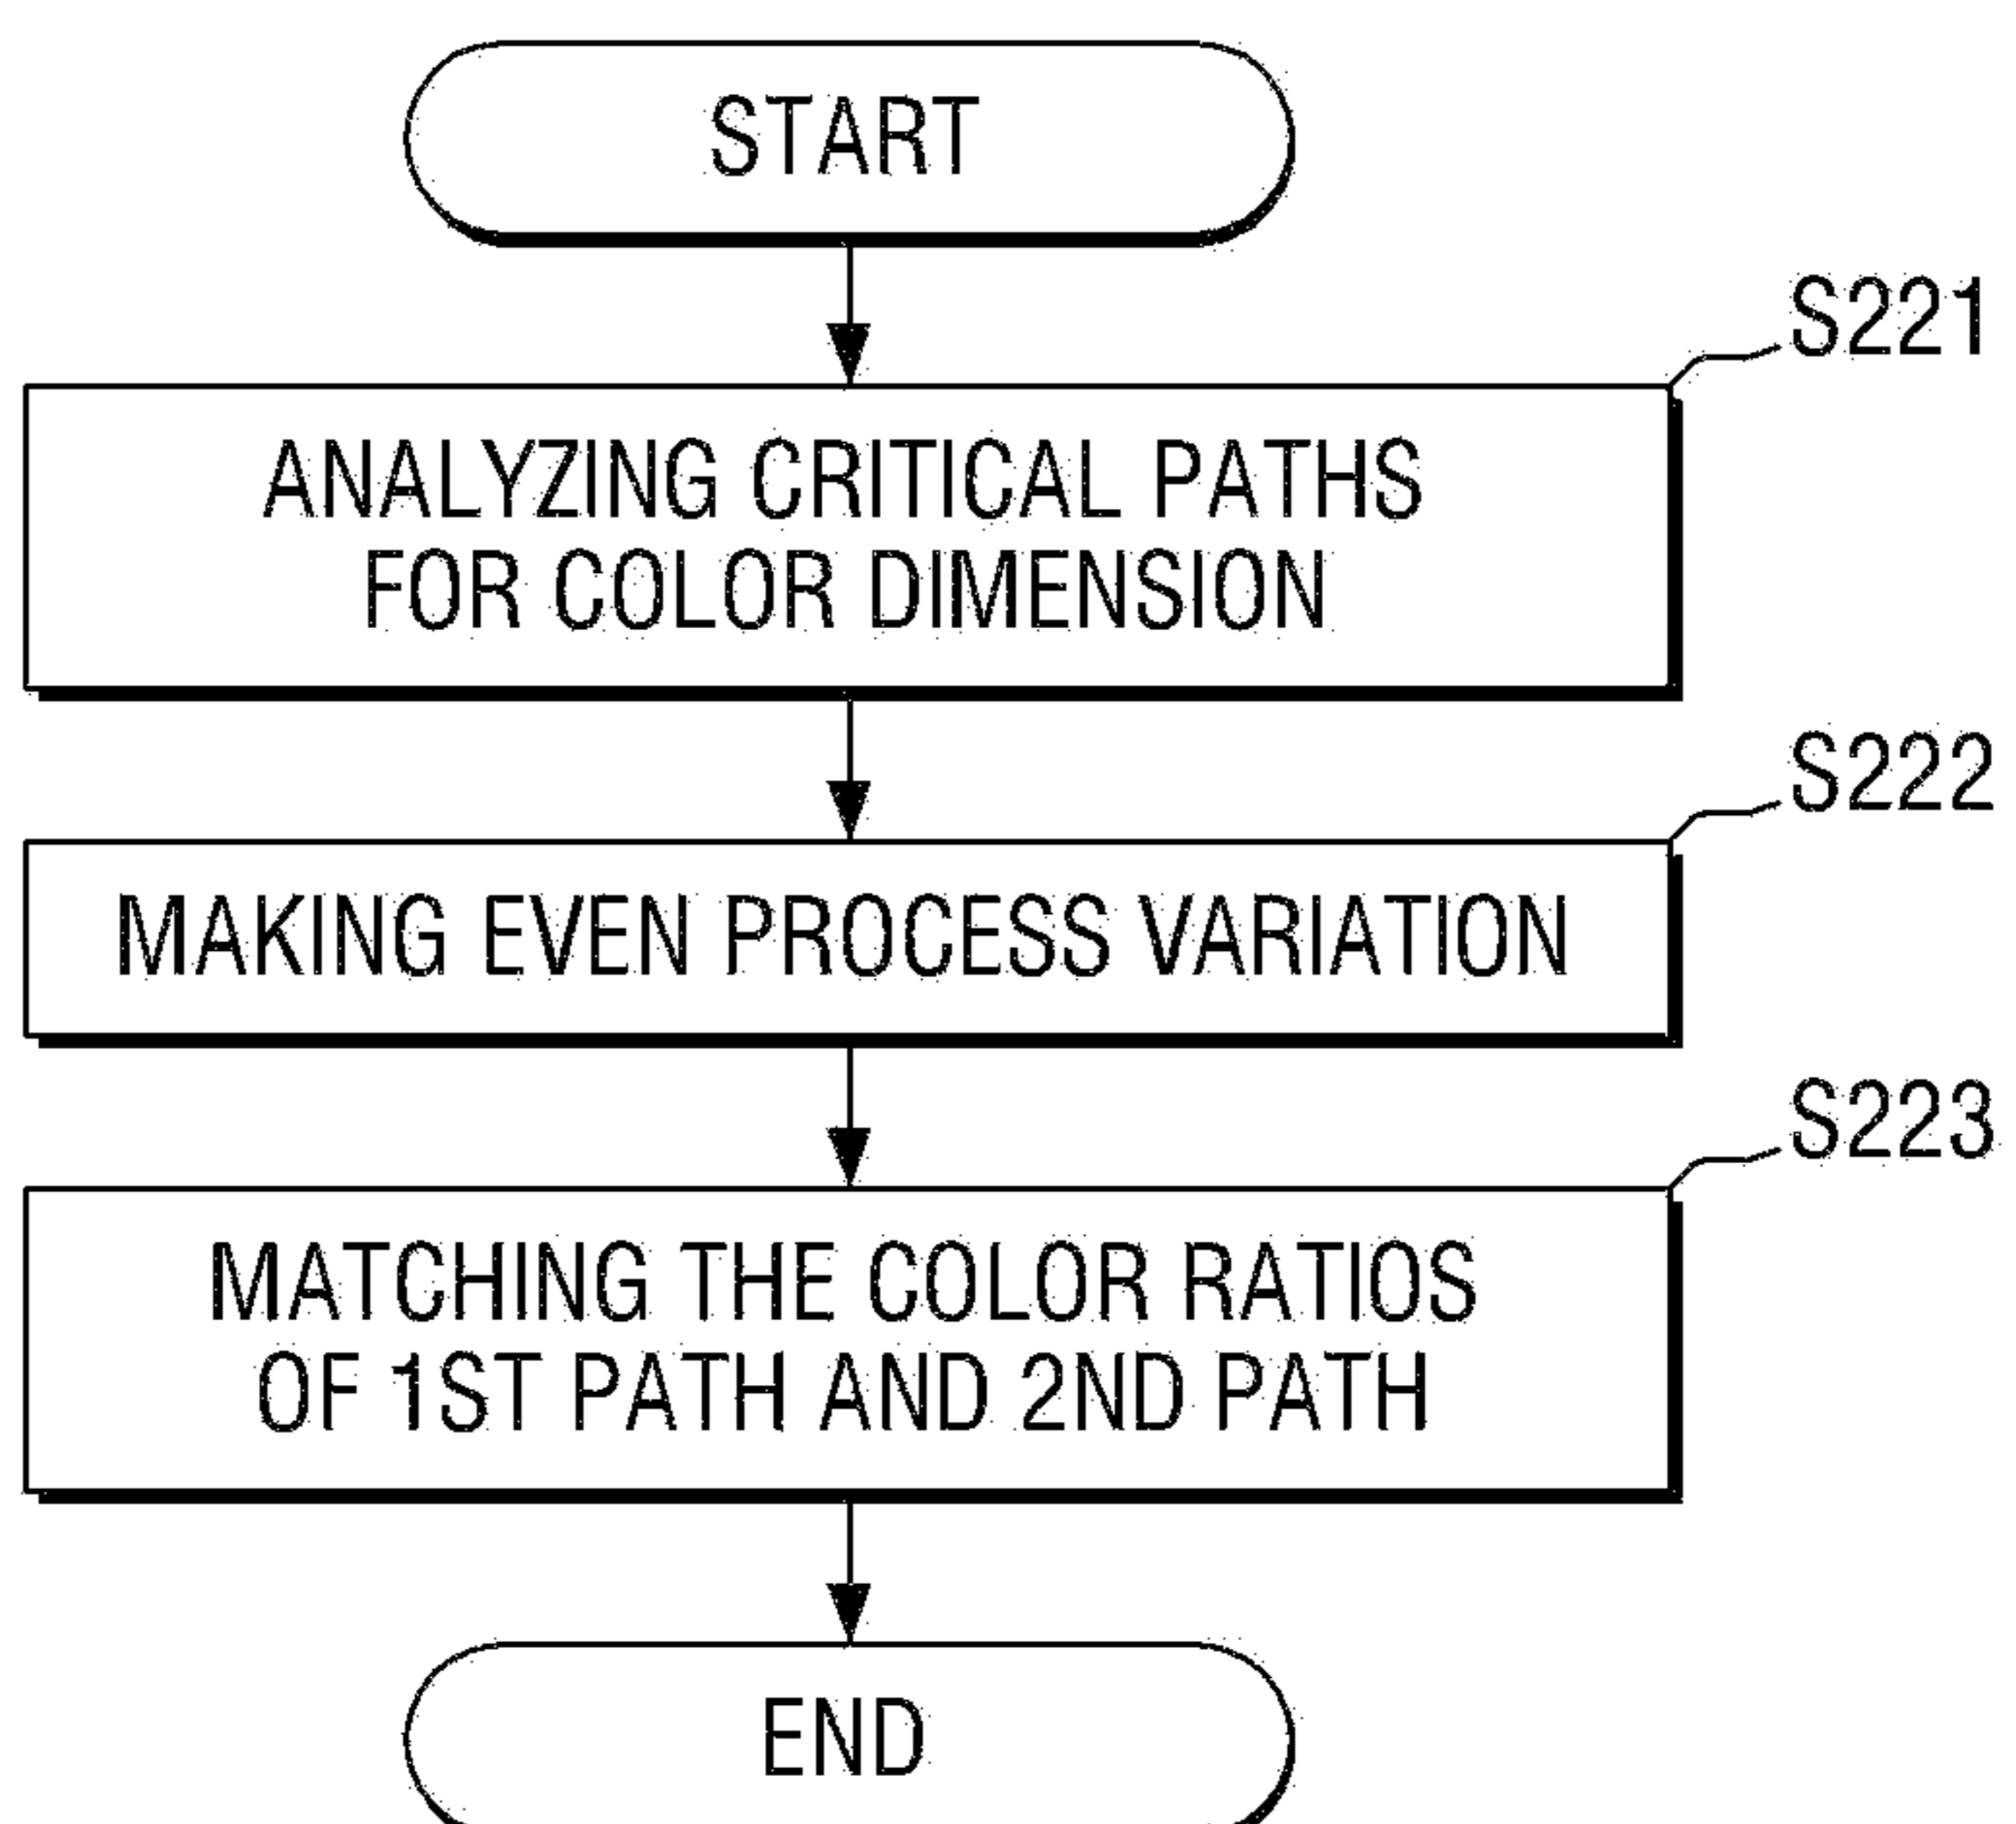 START
S221
ANALYZING CRITICAL PATHS
FOR COLOR DIMENSION
S222
MAKING EVEN PROCESS VARIATION
S223
MATCHING THE COLOR RATIOS
OF 1ST PATH AND 2ND PATH
END